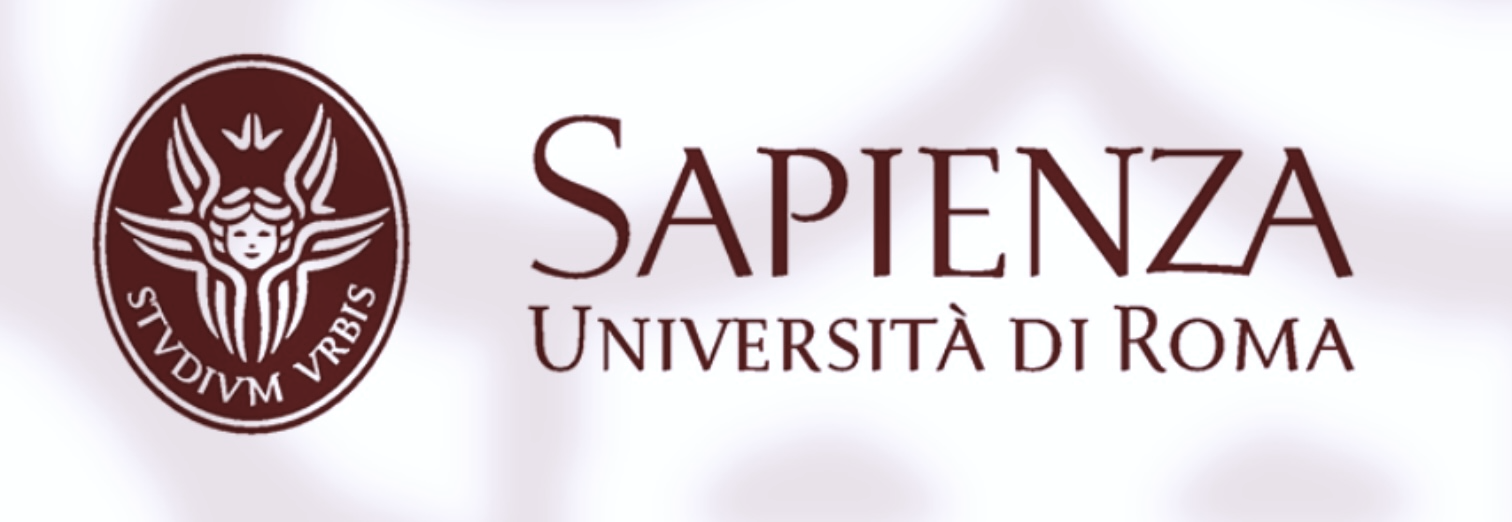 STVDIVM VRBIS
SAPIENZA
UNIVERSITÀ DI ROMA